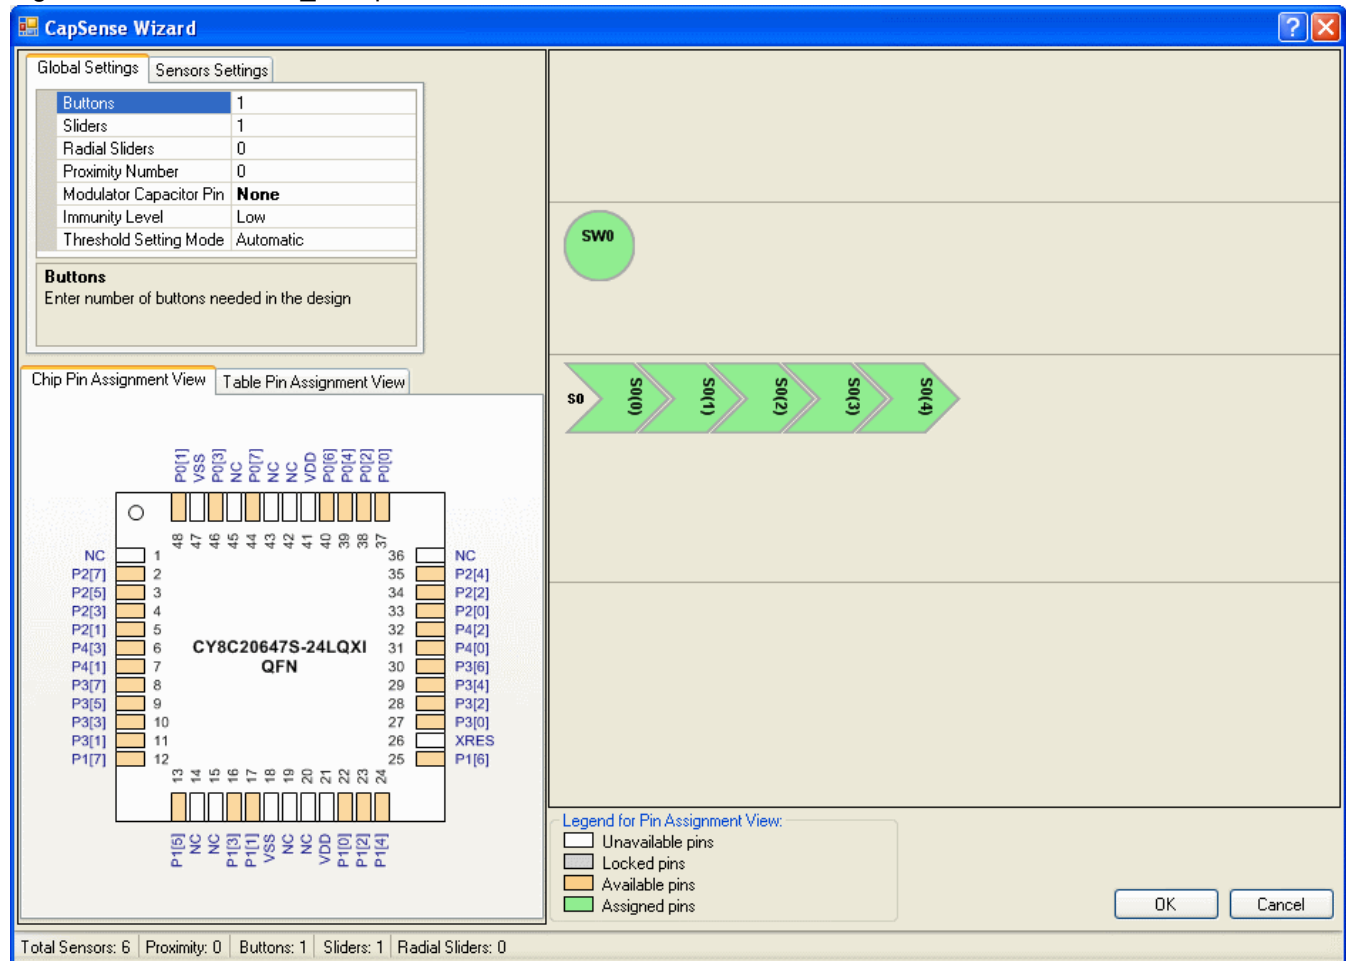 CapSense Wizard
Global Settings Sensors Settings
Buttons 1
Sliders 1
Radial Sliders 0
Proximity Number 0
Modulator Capacitor Pin None
Immunity Level Low
Threshold Setting Mode Automatic
Buttons
Enter number of buttons needed in the design
Chip Pin Assignment View Table Pin Assignment View
P0[1] VSS P0[3] NC P0[7] NC NC VDD P0[6] P0[4] P0[2] P0[0]
48 47 46 45 44 43 42 41 40 39 38 37
NC 1 36 NC
P2[7] 2 35 P2[4]
P2[5] 3 34 P2[2]
P2[3] 4 33 P2[0]
P2[1] 5 32 P4[2]
P4[3] 6 CY8C20647S-24LQXI 31 P4[0]
P4[1] 7 QFN 30 P3[6]
P3[7] 8 29 P3[4]
P3[5] 9 28 P3[2]
P3[3] 10 27 P3[0]
P3[1] 11 26 XRES
P1[7] 12 25 P1[6]
13 14 15 16 17 18 19 20 21 22 23 24
P1[5] NC NC P1[3] P1[1] VSS NC NC VDD P1[0] P1[2] P1[4]
SW0
S0 S0(0) S0(1) S0(2) S0(3) S0(4)
Legend for Pin Assignment View:
Unavailable pins
Locked pins
Available pins
Assigned pins
OK Cancel
Total Sensors: 6 Proximity: 0 Buttons: 1 Sliders: 1 Radial Sliders: 0